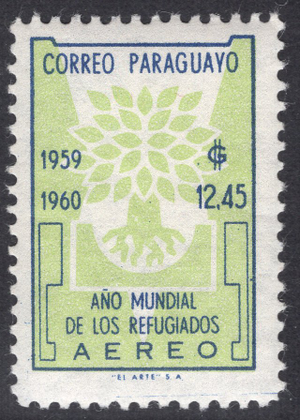 CORREO PARAGUAYO
1959
1960
₲
12,45
AÑO MUNDIAL
DE LOS REFUGIADOS
AEREO
"EL ARTE" S. A.